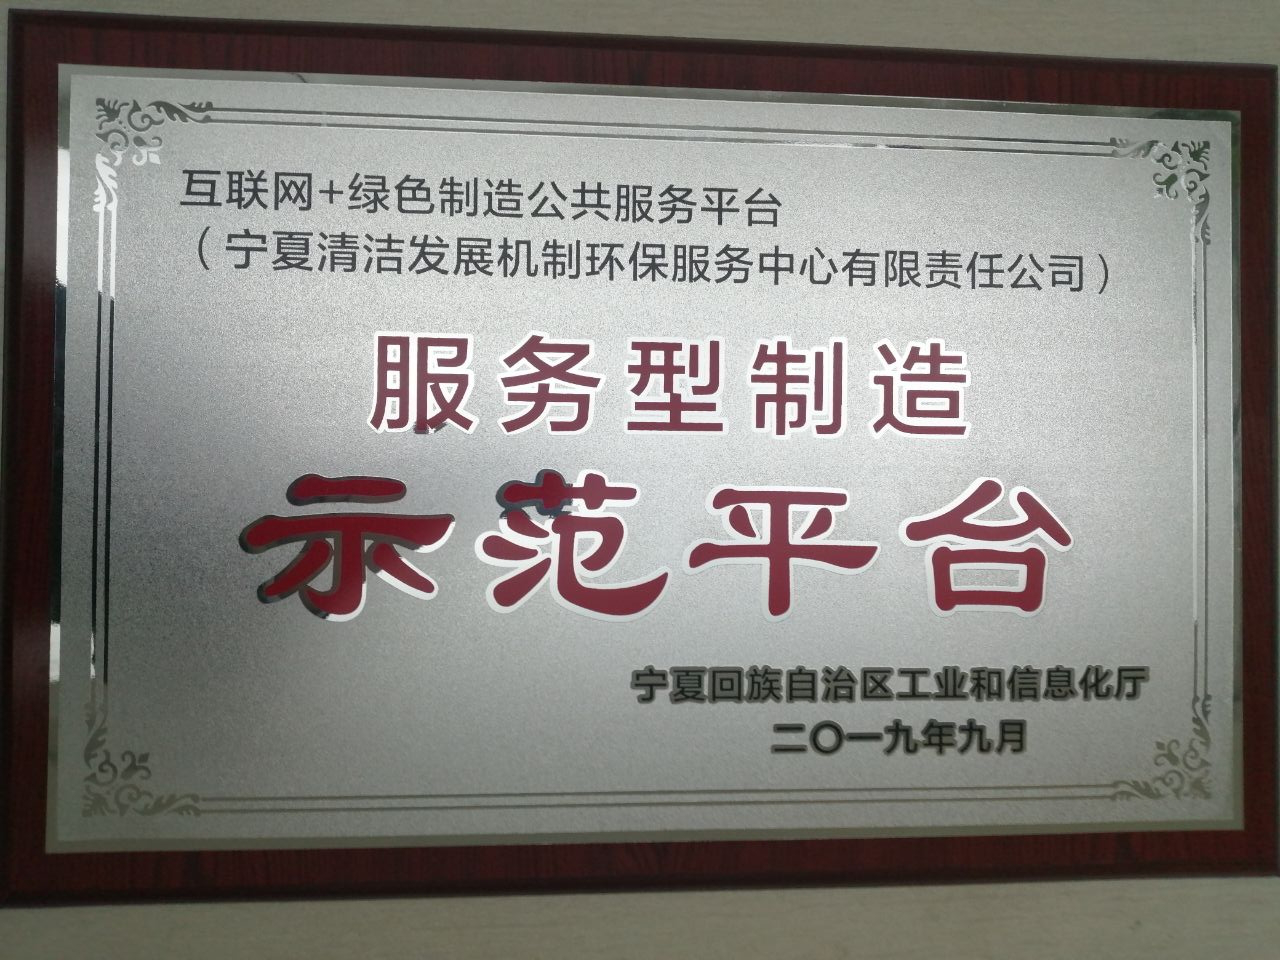 互联网+绿色制造公共服务平台
（宁夏清洁发展机制环保服务中心有限责任公司）
服务型制造
示范平台
宁夏回族自治区工业和信息化厅
二〇一九年九月